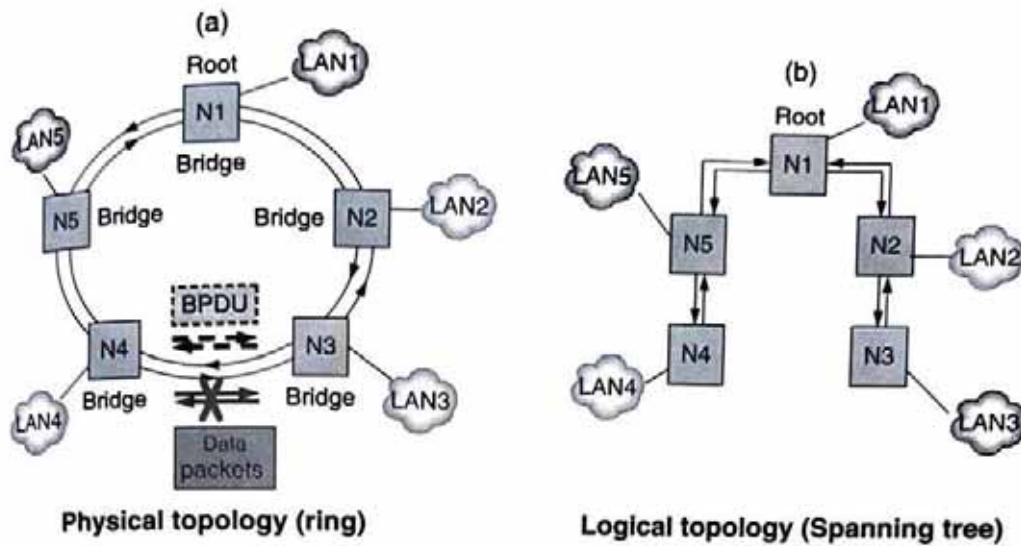 (a)
Root
LAN1
N1
Bridge
LAN5
N5
Bridge
Bridge
N2
LAN2
BPDU
N4
N3
Bridge
Bridge
LAN4
LAN3
Data
packets
Physical topology (ring)
(b)
Root
LAN1
N1
LAN5
N5
N2
LAN2
N4
N3
LAN4
LAN3
Logical topology (Spanning tree)